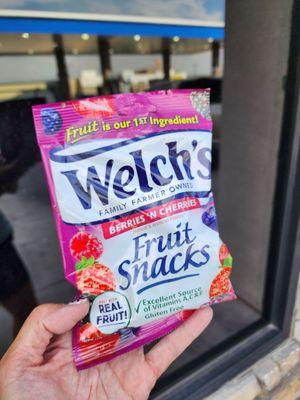 Fruit is our 1ST Ingredient!
Welch's
FAMILY FARMER OWNED
BERRIES 'N CHERRIES
Fruit
Snacks
Excellent Source
of Vitamins A, C & E
Gluten Free
REAL
Fruit!